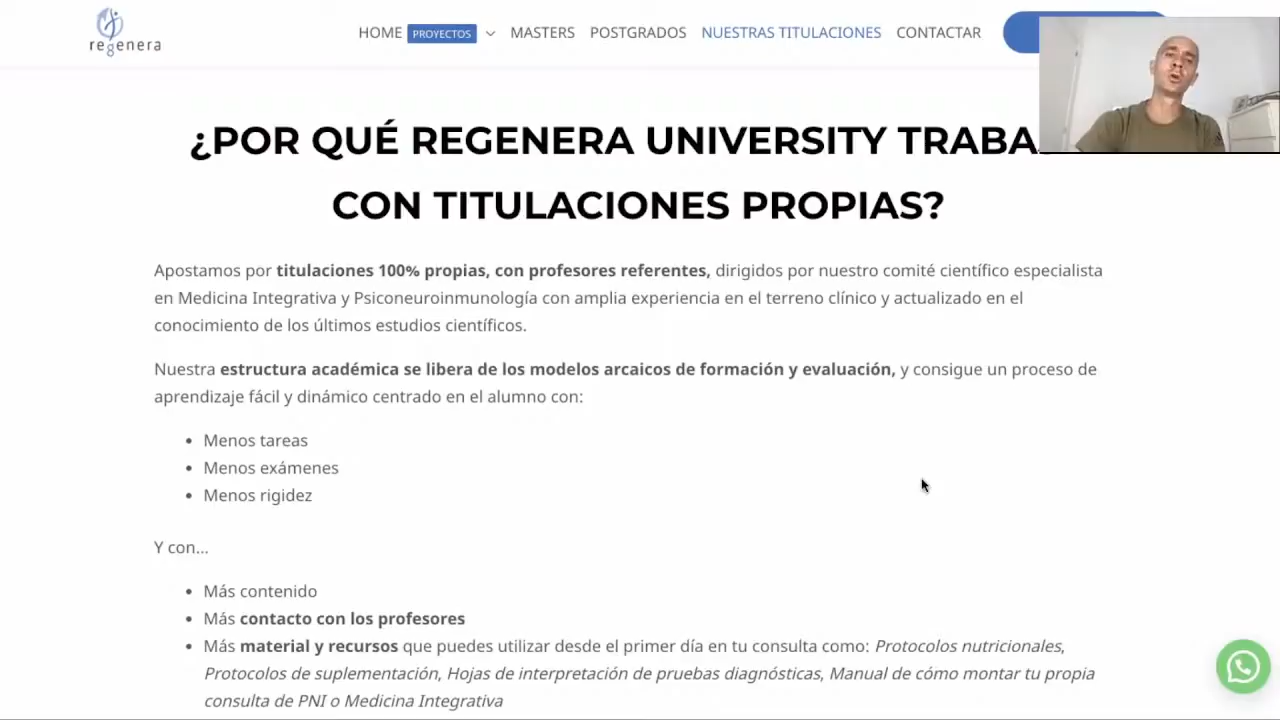 regenera
HOME PROYECTOS MASTERS POSTGRADOS NUESTRAS TITULACIONES CONTACTAR
¿POR QUÉ REGENERA UNIVERSITY TRABA
CON TITULACIONES PROPIAS?
Apostamos por titulaciones 100% propias, con profesores referentes, dirigidos por nuestro comité científico especialista
en Medicina Integrativa y Psiconeuroinmunología con amplia experiencia en el terreno clínico y actualizado en el
conocimiento de los últimos estudios científicos.
Nuestra estructura académica se libera de los modelos arcaicos de formación y evaluación, y consigue un proceso de
aprendizaje fácil y dinámico centrado en el alumno con:
• Menos tareas
• Menos exámenes
• Menos rigidez
Y con...
• Más contenido
• Más contacto con los profesores
• Más material y recursos que puedes utilizar desde el primer día en tu consulta como: Protocolos nutricionales,
Protocolos de suplementación, Hojas de interpretación de pruebas diagnósticas, Manual de cómo montar tu propia
consulta de PNI o Medicina Integrativa